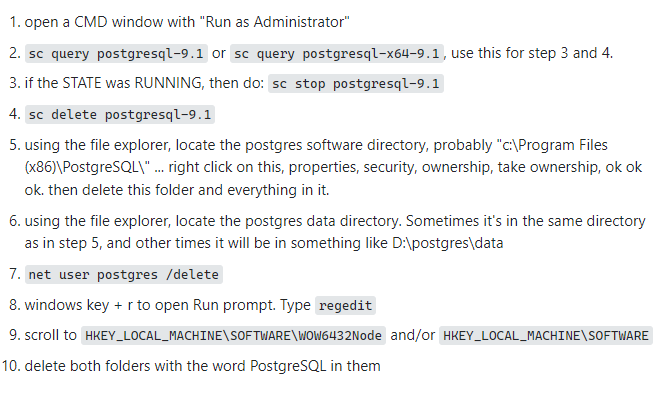 1. open a CMD window with "Run as Administrator"
2. sc query postgresql-9.1 or sc query postgresql-x64-9.1, use this for step 3 and 4.
3. if the STATE was RUNNING, then do: sc stop postgresql-9.1
4. sc delete postgresql-9.1
5. using the file explorer, locate the postgres software directory, probably "c:\Program Files
(x86)\PostgreSQL\" ... right click on this, properties, security, ownership, take ownership, ok ok
ok. then delete this folder and everything in it.
6. using the file explorer, locate the postgres data directory. Sometimes it's in the same directory
as in step 5, and other times it will be in something like D:\postgres\data
7. net user postgres /delete
8. windows key + r to open Run prompt. Type regedit
9. scroll to HKEY_LOCAL_MACHINE\SOFTWARE\WOW6432Node and/or HKEY_LOCAL_MACHINE\SOFTWARE
10. delete both folders with the word PostgreSQL in them